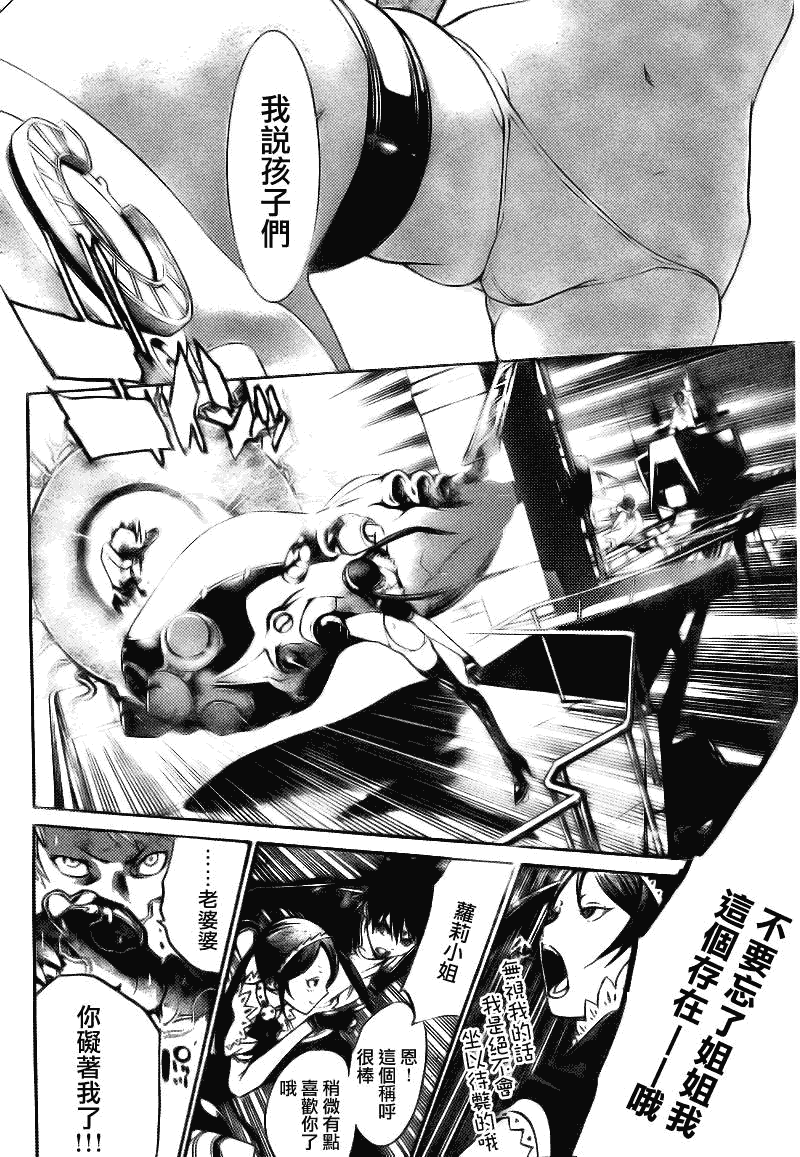 我説孩子們
不要忘了姐姐我
這個存在——哦
無視我的話
我是絕不會
坐以待斃的哦
蘿莉小姐
恩！
這個稱呼
很棒
稍微有點
喜歡你了
哦
……老婆婆
你礙著我了!!!